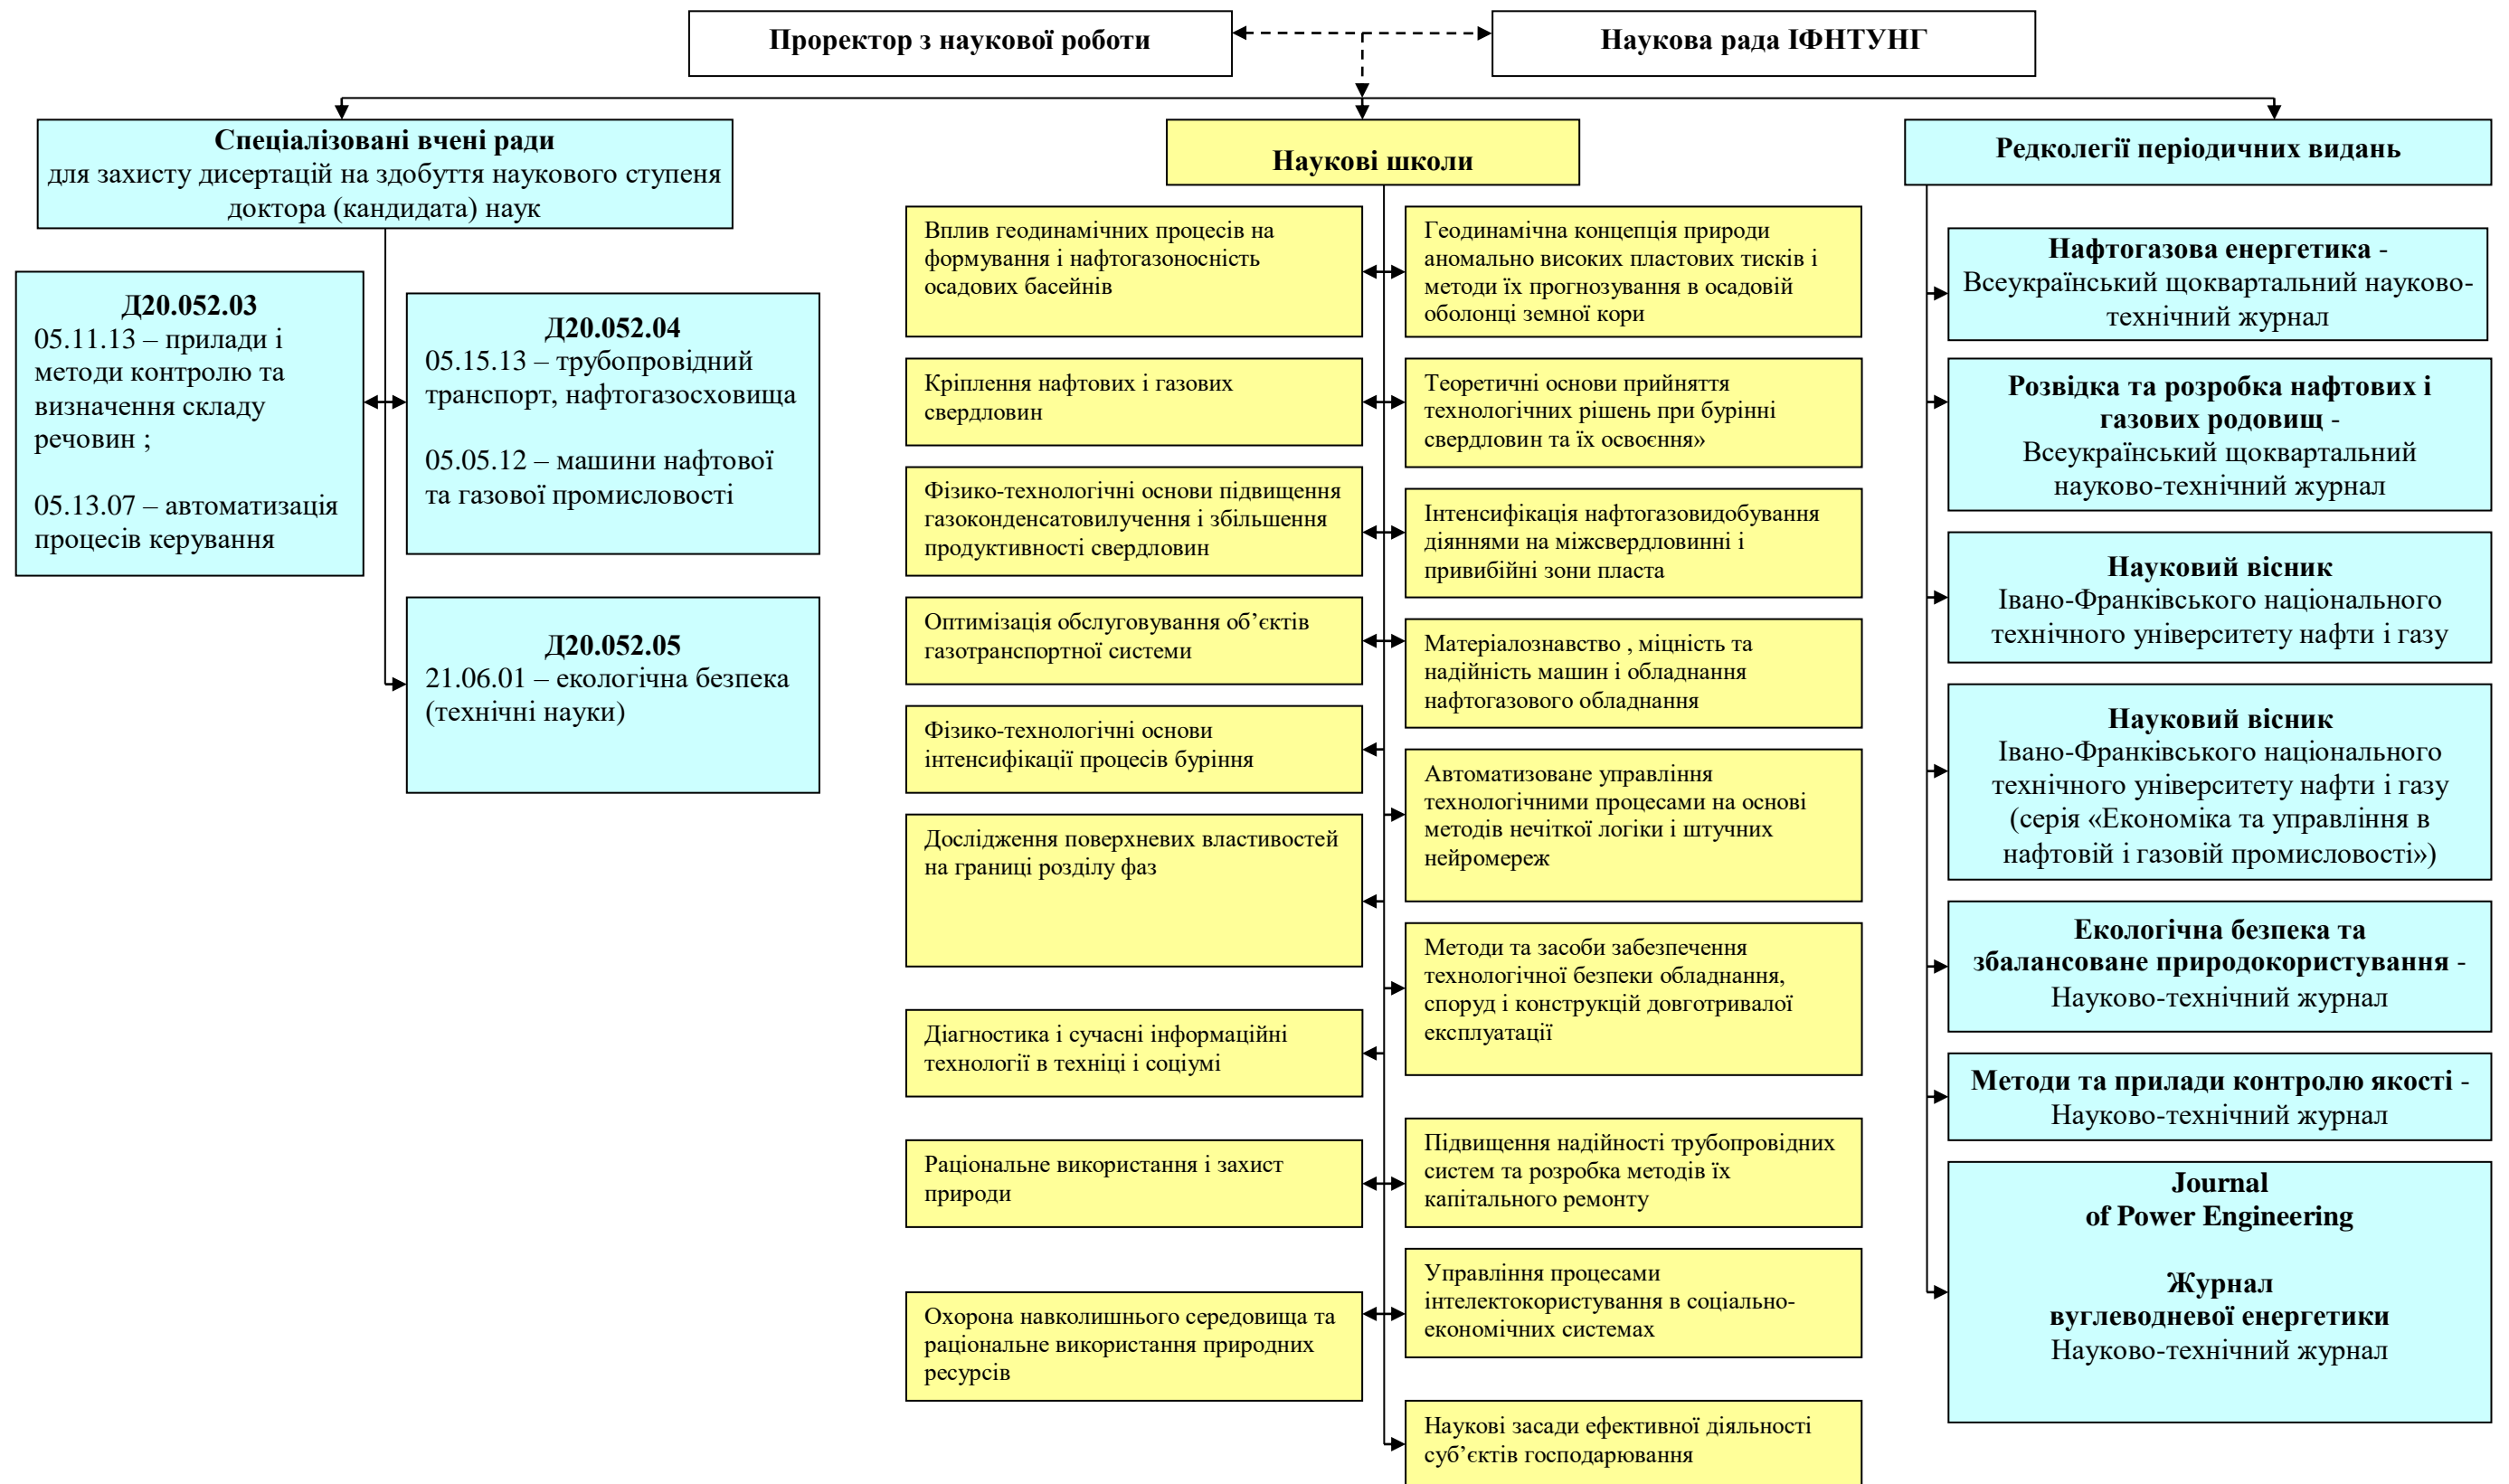 Проректор з наукової роботи
Наукова рада ІФНТУНГ
Спеціалізовані вчені ради
для захисту дисертацій на здобуття наукового ступеня
доктора (кандидата) наук
Д20.052.03
05.11.13 – прилади і
методи контролю та
визначення складу
речовин ;
05.13.07 – автоматизація
процесів керування
Д20.052.04
05.15.13 – трубопровідний
транспорт, нафтогазосховища
05.05.12 – машини нафтової
та газової промисловості
Д20.052.05
21.06.01 – екологічна безпека
(технічні науки)
Наукові школи
Вплив геодинамічних процесів на
формування і нафтогазоносність
осадових басейнів
Геодинамічна концепція природи
аномально високих пластових тисків і
методи їх прогнозування в осадовій
оболонці земної кори
Кріплення нафтових і газових
свердловин
Теоретичні основи прийняття
технологічних рішень при бурінні
свердловин та їх освоєння»
Фізико-технологічні основи підвищення
газоконденсатовилучення і збільшення
продуктивності свердловин
Інтенсифікація нафтогазовидобування
діяннями на міжсвердловинні і
привибійні зони пласта
Оптимізація обслуговування об’єктів
газотранспортної системи
Матеріалознавство , міцність та
надійність машин і обладнання
нафтогазового обладнання
Фізико-технологічні основи
інтенсифікації процесів буріння
Автоматизоване управління
технологічними процесами на основі
методів нечіткої логіки і штучних
нейромереж
Дослідження поверхневих властивостей
на границі розділу фаз
Методи та засоби забезпечення
технологічної безпеки обладнання,
споруд і конструкцій довготривалої
експлуатації
Діагностика і сучасні інформаційні
технології в техніці і соціумі
Підвищення надійності трубопровідних
систем та розробка методів їх
капітального ремонту
Раціональне використання і захист
природи
Управління процесами
інтелектокористування в соціально-
економічних системах
Охорона навколишнього середовища та
раціональне використання природних
ресурсів
Наукові засади ефективної діяльності
суб’єктів господарювання
Редколегії періодичних видань
Нафтогазова енергетика -
Всеукраїнський щоквартальний науково-
технічний журнал
Розвідка та розробка нафтових і
газових родовищ -
Всеукраїнський щоквартальний
науково-технічний журнал
Науковий вісник
Івано-Франківського національного
технічного університету нафти і газу
Науковий вісник
Івано-Франківського національного
технічного університету нафти і газу
(серія «Економіка та управління в
нафтовій і газовій промисловості»)
Екологічна безпека та
збалансоване природокористування -
Науково-технічний журнал
Методи та прилади контролю якості -
Науково-технічний журнал
Journal
of Power Engineering
Журнал
вуглеводневої енергетики
Науково-технічний журнал